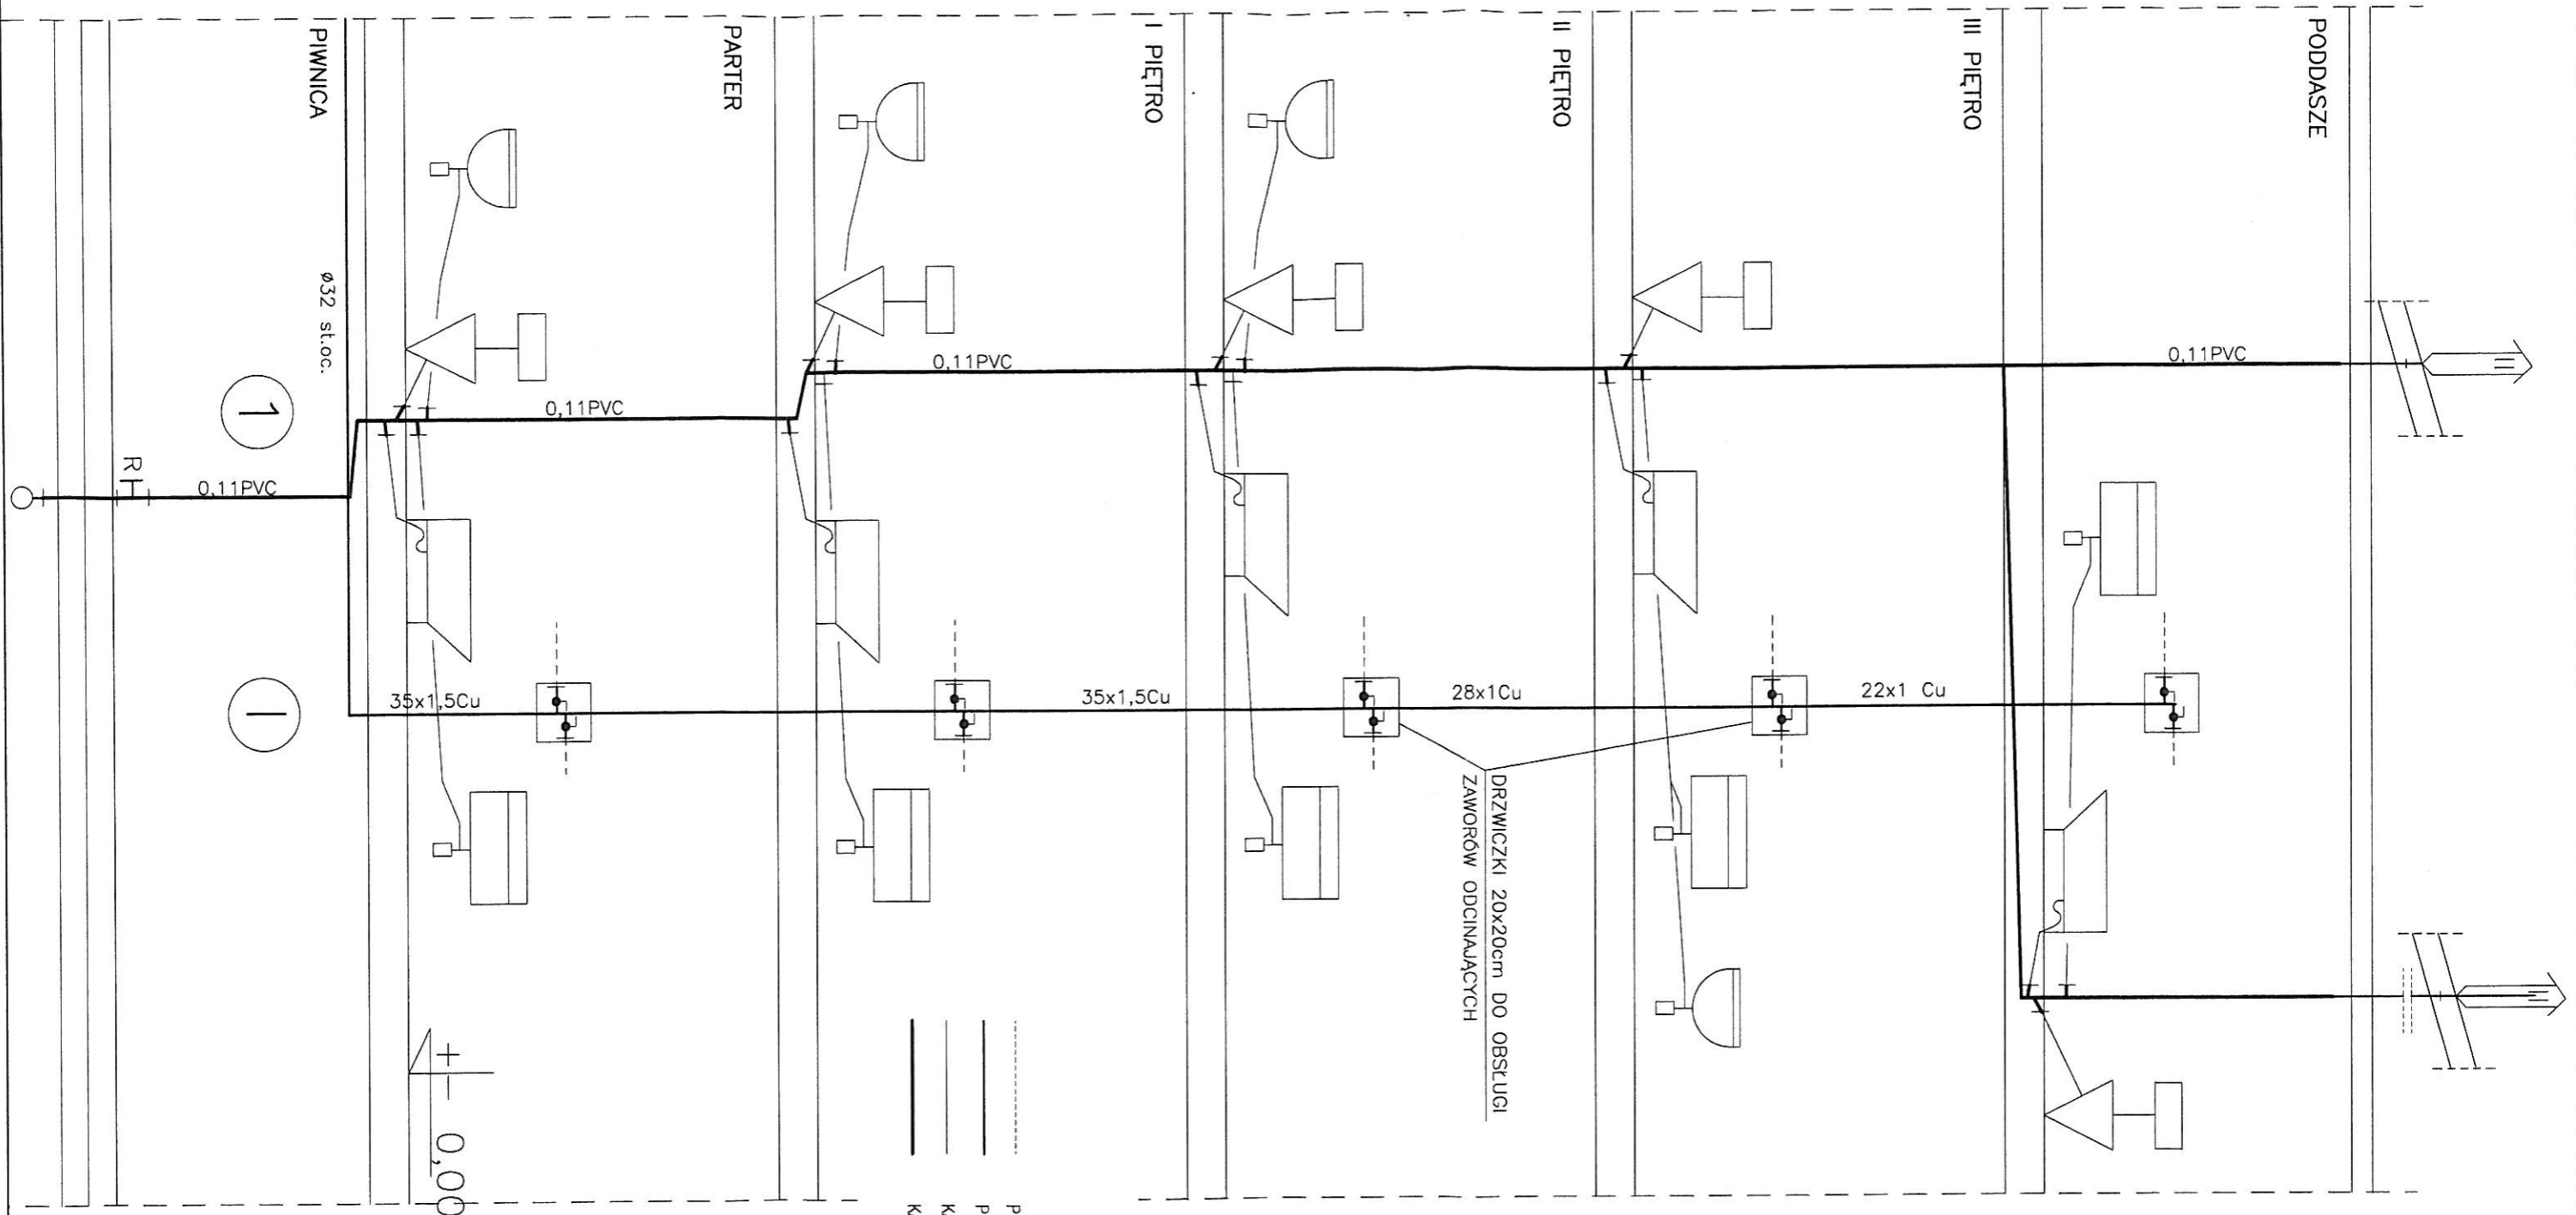 PODDASZE
0,11PVC
III PIĘTRO
22x1 Cu
II PIĘTRO
28x1Cu
DRZWICZKI 20x20cm DO OBSŁUGI
ZAWORÓW ODCINAJĄCYCH
I PIĘTRO
0,11PVC
35x1,5Cu
PARTER
0,11PVC
35x1,5Cu
+- 0,00
PIWNICA
ø32 st.oc.
1
I
R
0,11PVC
P
P
K
K